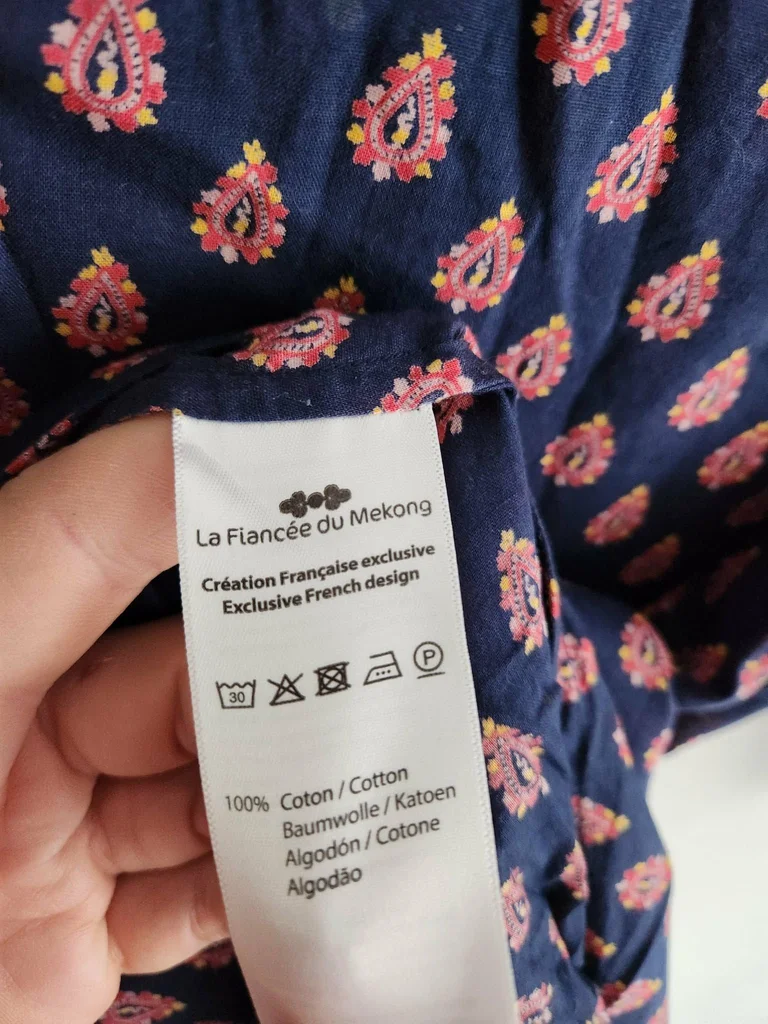 La Fiancée du Mekong
Création Française exclusive
Exclusive French design
30 P
100% Coton / Cotton
Baumwolle / Katoen
Algodón / Cotone
Algodão